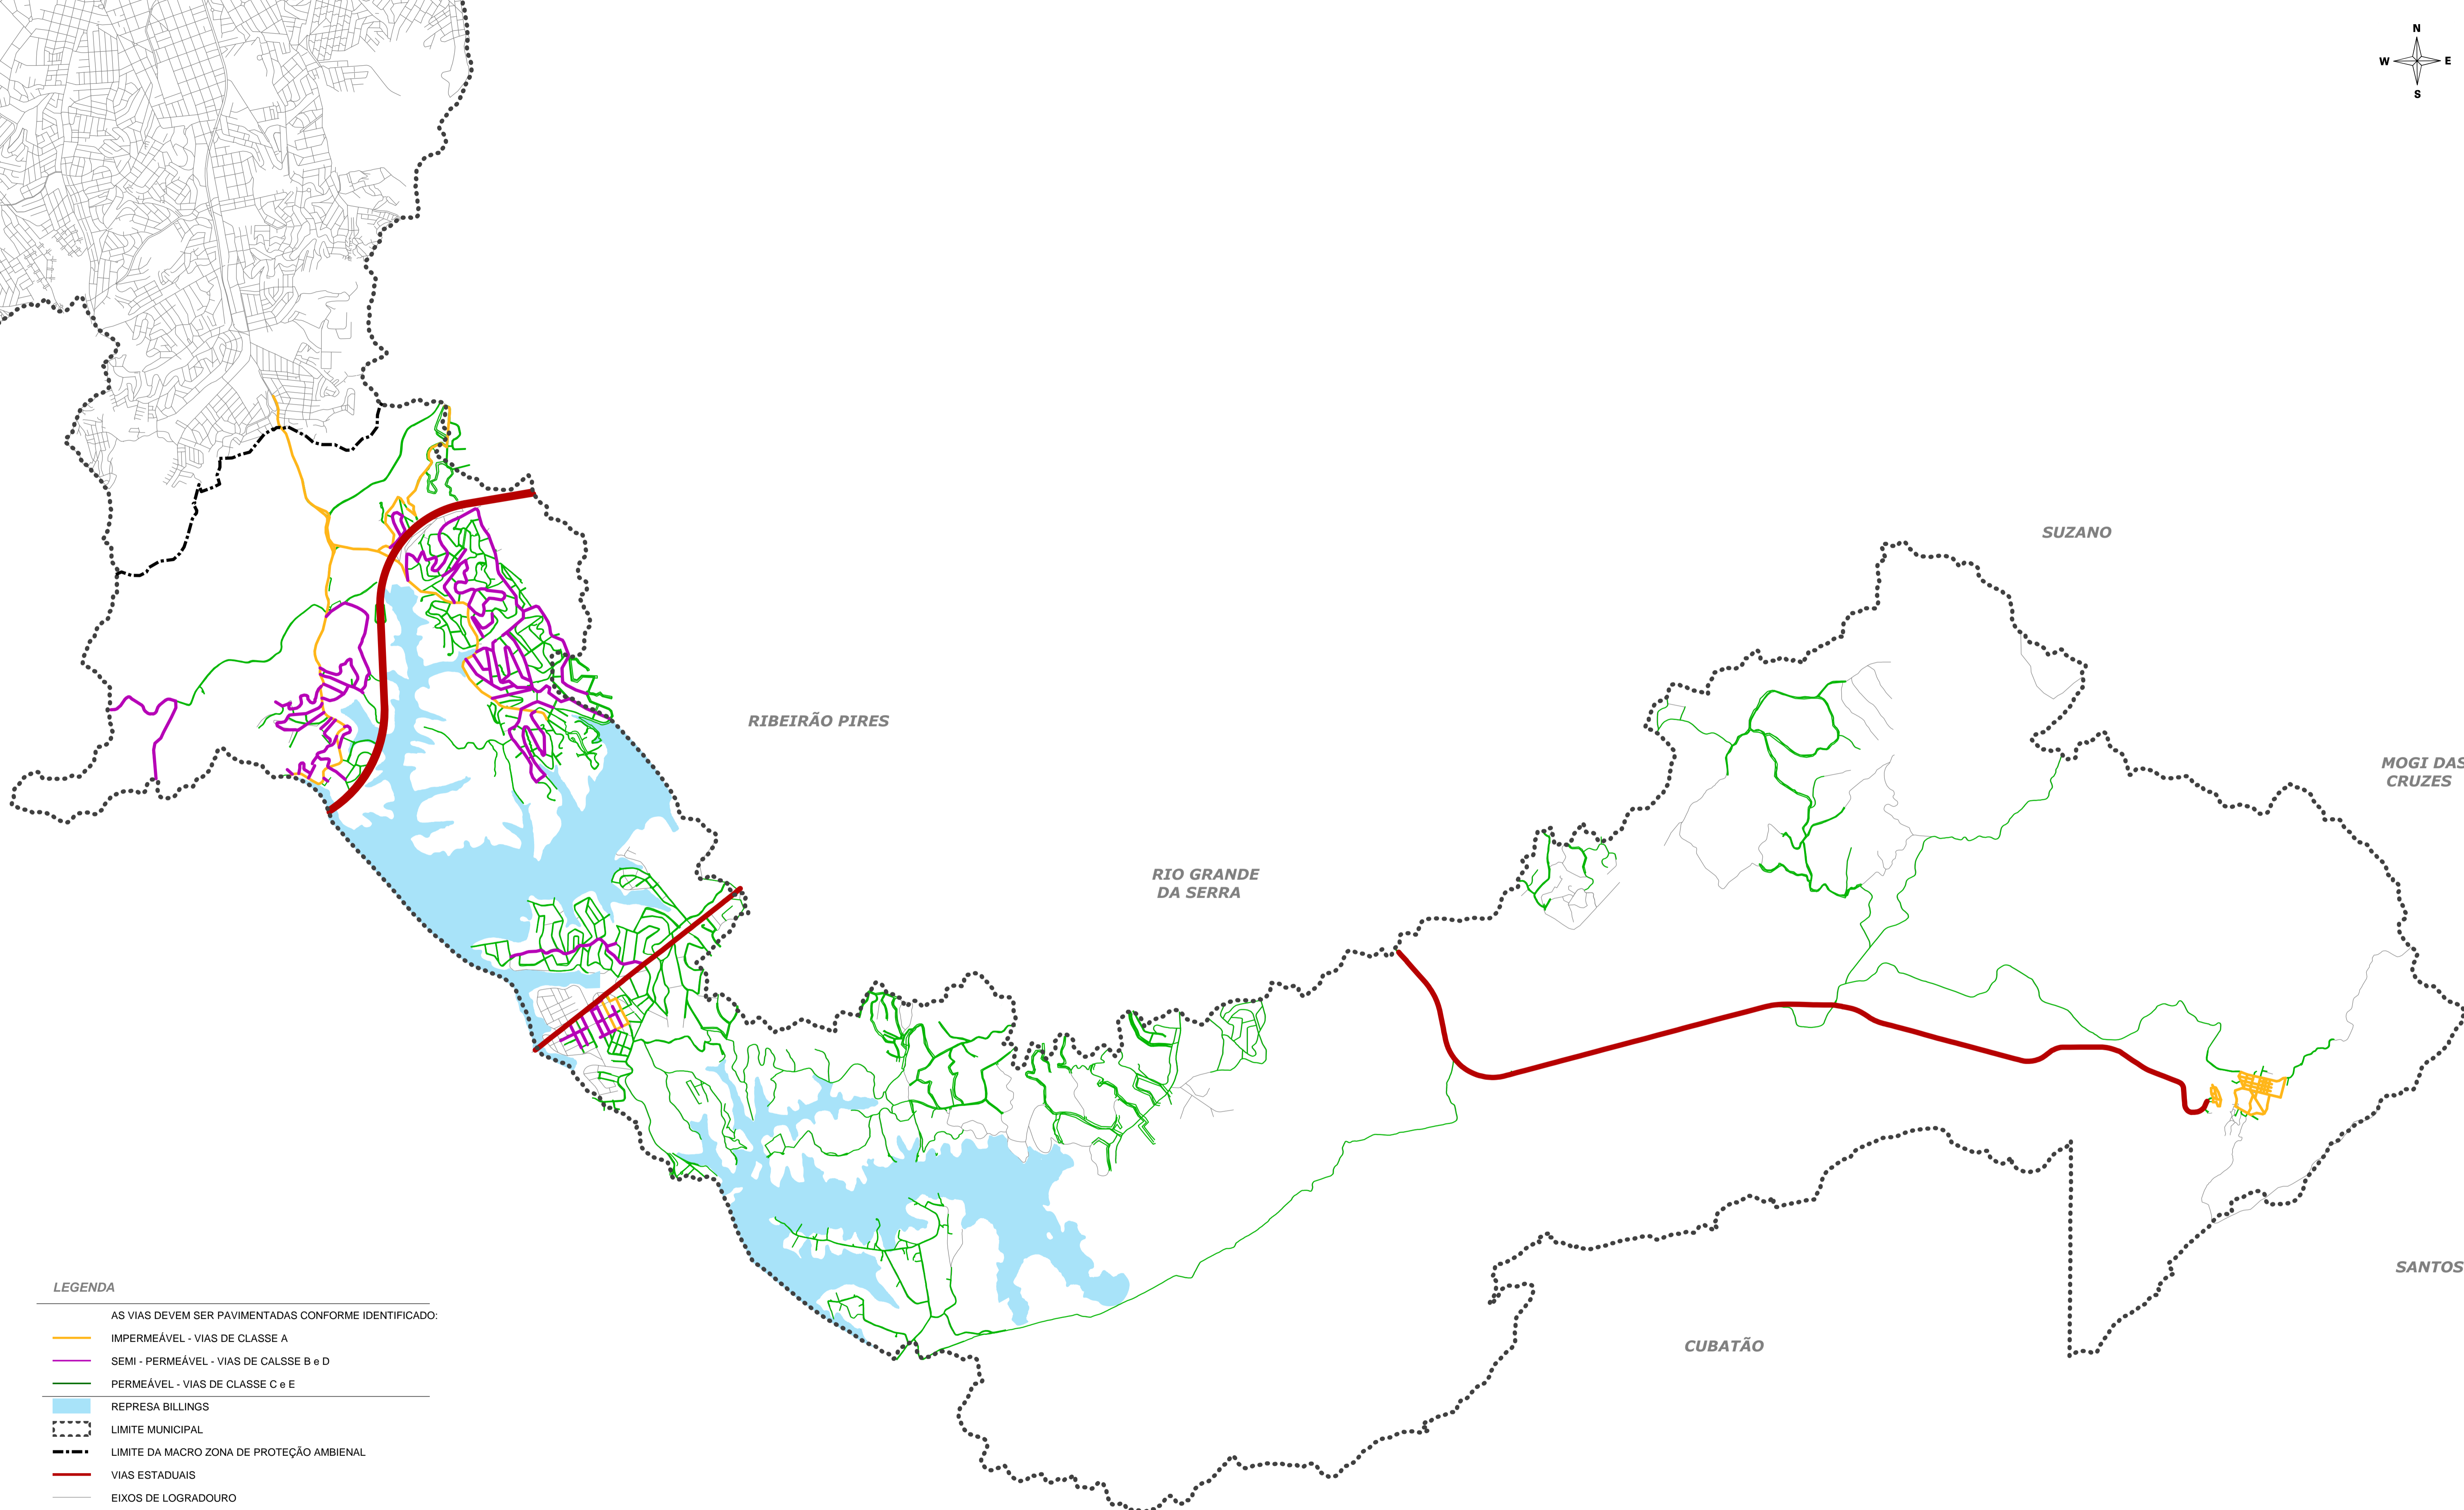 N
W E
S
SUZANO
RIBEIRÃO PIRES
MOGI DAS
CRUZES
RIO GRANDE
DA SERRA
SANTOS
CUBATÃO
LEGENDA
AS VIAS DEVEM SER PAVIMENTADAS CONFORME IDENTIFICADO:
IMPERMEÁVEL - VIAS DE CLASSE A
SEMI - PERMEÁVEL - VIAS DE CALSSE B e D
PERMEÁVEL - VIAS DE CLASSE C e E
REPRESA BILLINGS
LIMITE MUNICIPAL
LIMITE DA MACRO ZONA DE PROTEÇÃO AMBIENAL
VIAS ESTADUAIS
EIXOS DE LOGRADOURO